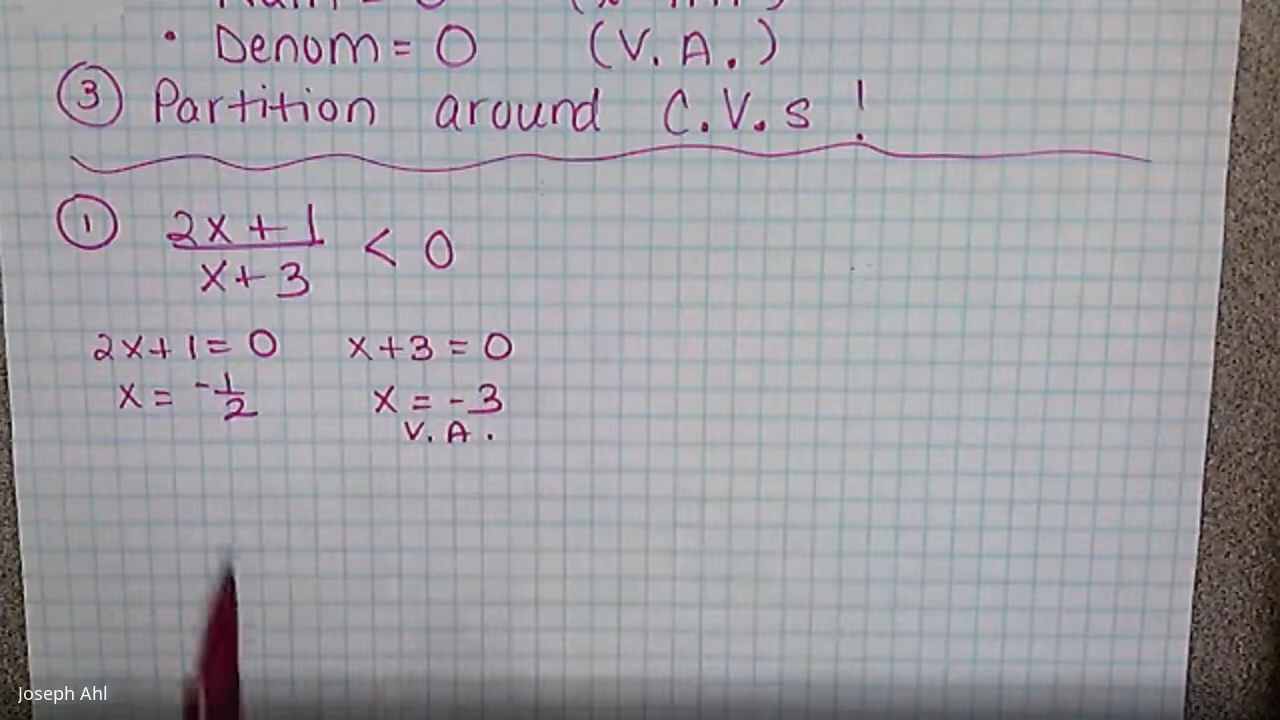 • Denom = 0 (V. A.)
③ Partition around C.V.s!
① 2x + 1
< 0
x + 3
2x + 1 = 0 x + 3 = 0
x = -1/2 x = -3
V. A.
Joseph Ahl